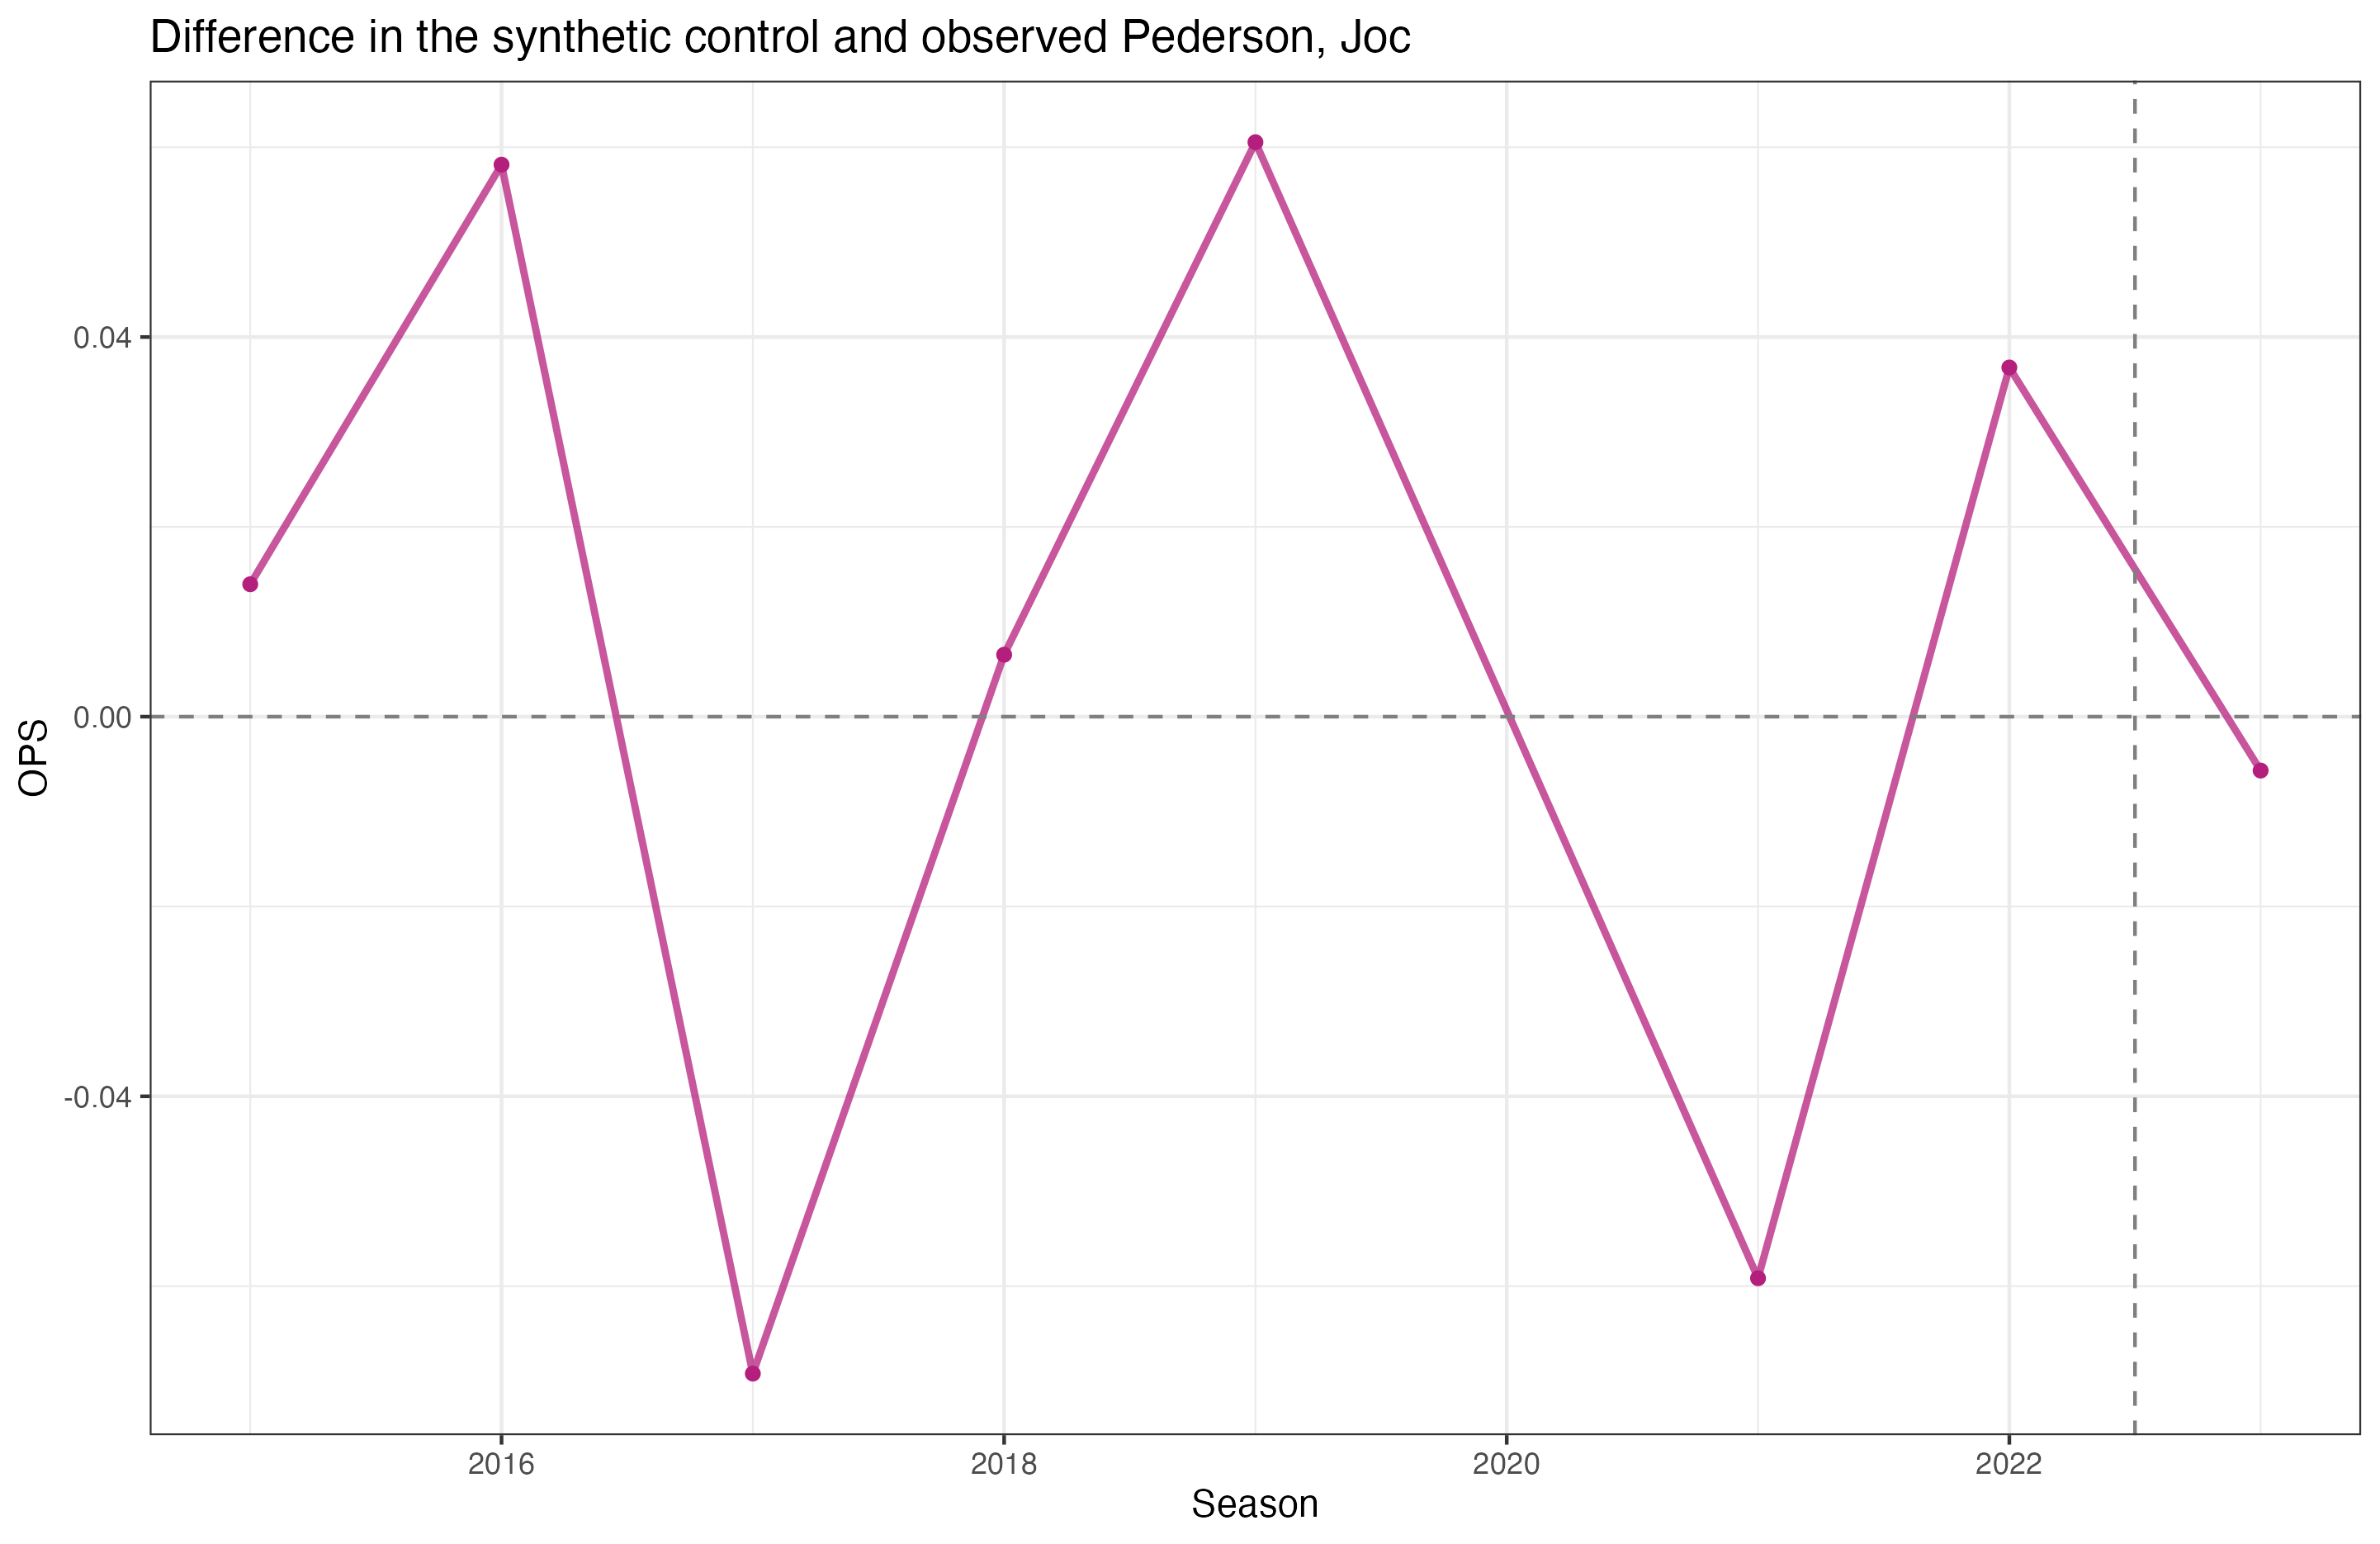 Difference in the synthetic control and observed Pederson, Joc
OPS
0.04
0.00
-0.04
2016
2018
2020
2022
Season